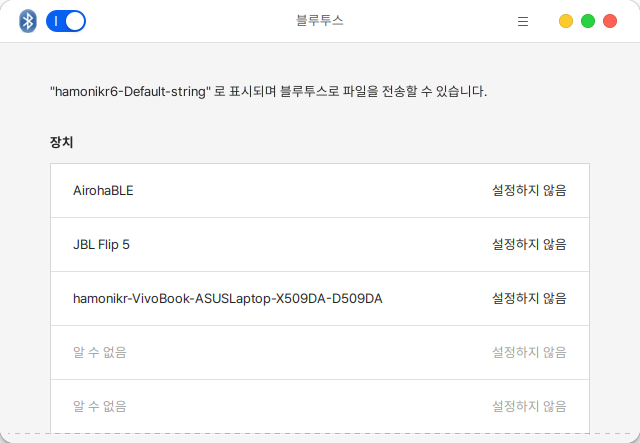 블루투스
"hamonikr6-Default-string" 로 표시되며 블루투스로 파일을 전송할 수 있습니다.
장치
AirohaBLE 설정하지 않음
JBL Flip 5 설정하지 않음
hamonikr-VivoBook-ASUSLaptop-X509DA-D509DA 설정하지 않음
알 수 없음 설정하지 않음
알 수 없음 설정하지 않음